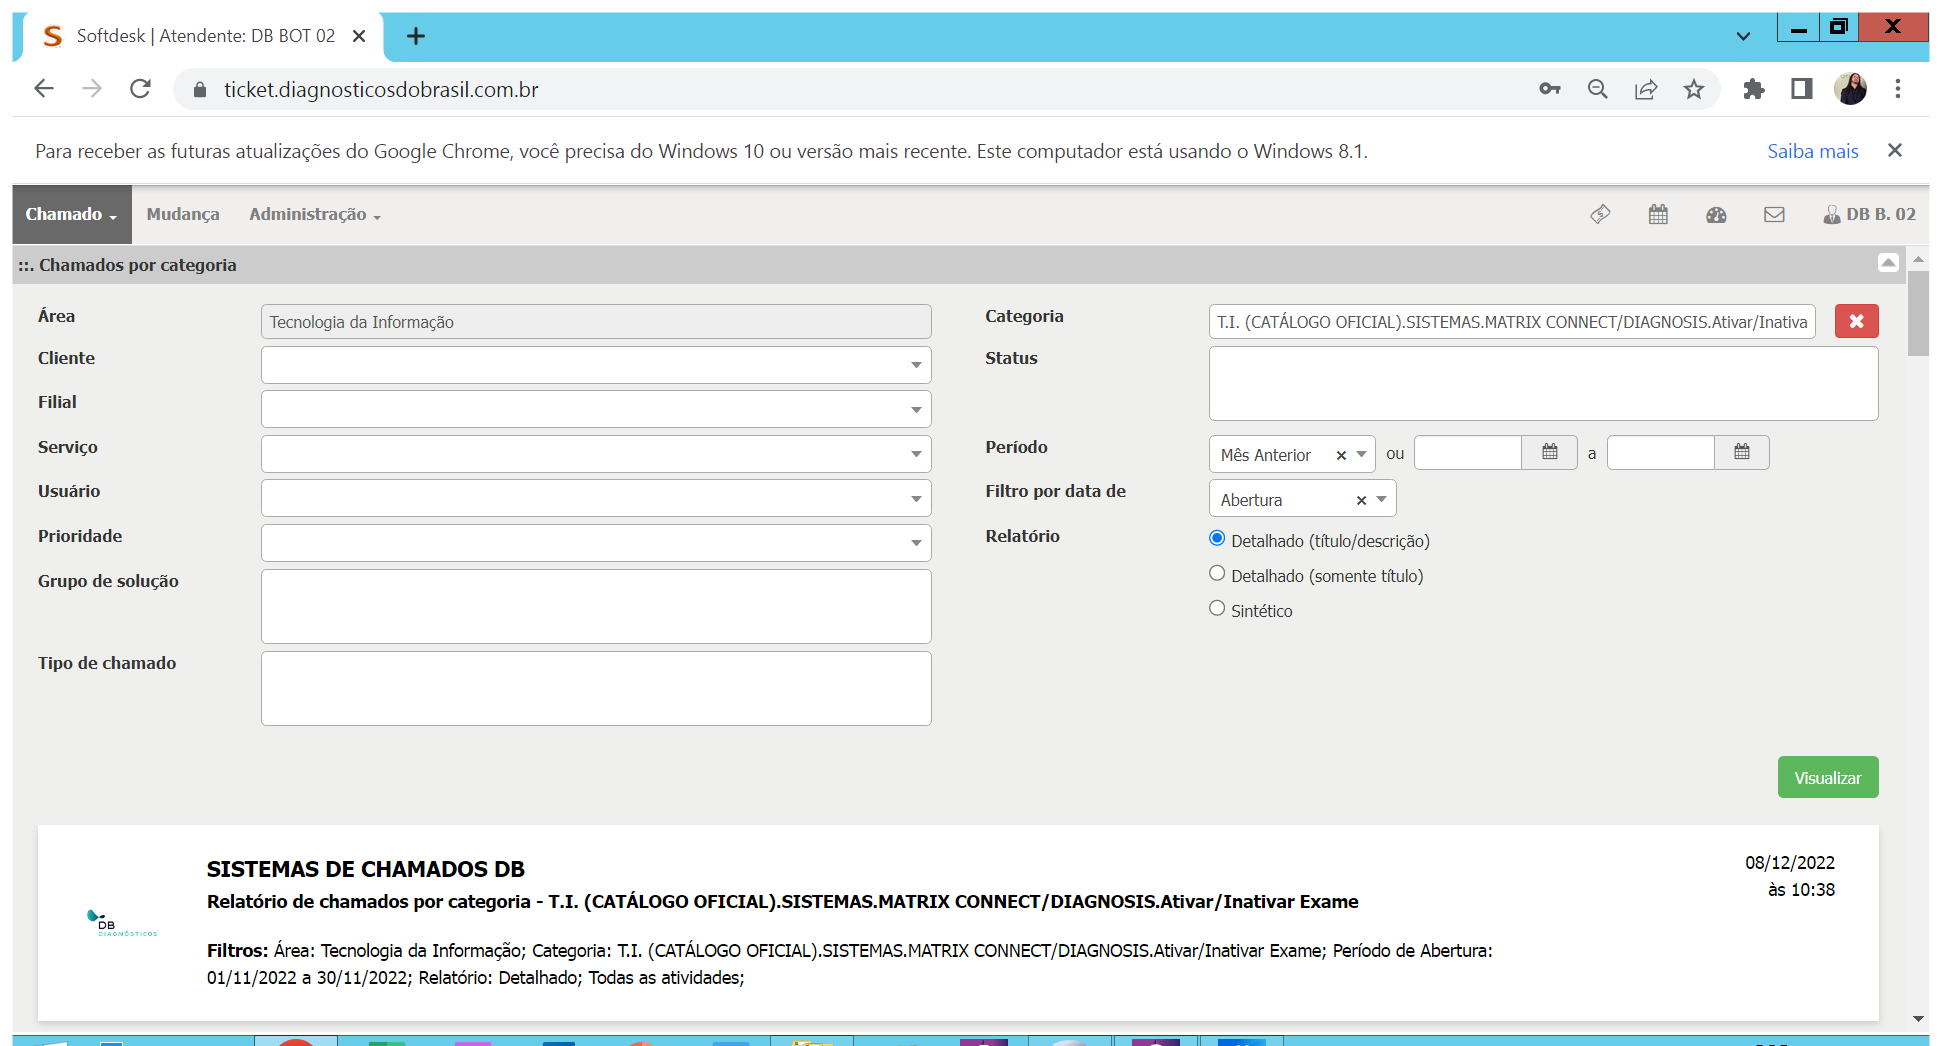 Softdesk | Atendente: DB BOT 02
ticket.diagnosticosdobrasil.com.br
Para receber as futuras atualizações do Google Chrome, você precisa do Windows 10 ou versão mais recente. Este computador está usando o Windows 8.1.
Saiba mais
Chamado
Mudança
Administração
DB B. 02
::. Chamados por categoria
Área
Tecnologia da Informação
Categoria
T.I. (CATÁLOGO OFICIAL).SISTEMAS.MATRIX CONNECT/DIAGNOSIS.Ativar/Inativa
Cliente
Status
Filial
Serviço
Período
Mês Anterior
ou
a
Usuário
Filtro por data de
Abertura
Prioridade
Relatório
Detalhado (título/descrição)
Detalhado (somente título)
Sintético
Grupo de solução
Tipo de chamado
Visualizar
SISTEMAS DE CHAMADOS DB
08/12/2022
às 10:38
Relatório de chamados por categoria - T.I. (CATÁLOGO OFICIAL).SISTEMAS.MATRIX CONNECT/DIAGNOSIS.Ativar/Inativar Exame
DB
DIAGNÓSTICOS
Filtros: Área: Tecnologia da Informação; Categoria: T.I. (CATÁLOGO OFICIAL).SISTEMAS.MATRIX CONNECT/DIAGNOSIS.Ativar/Inativar Exame; Período de Abertura:
01/11/2022 a 30/11/2022; Relatório: Detalhado; Todas as atividades;